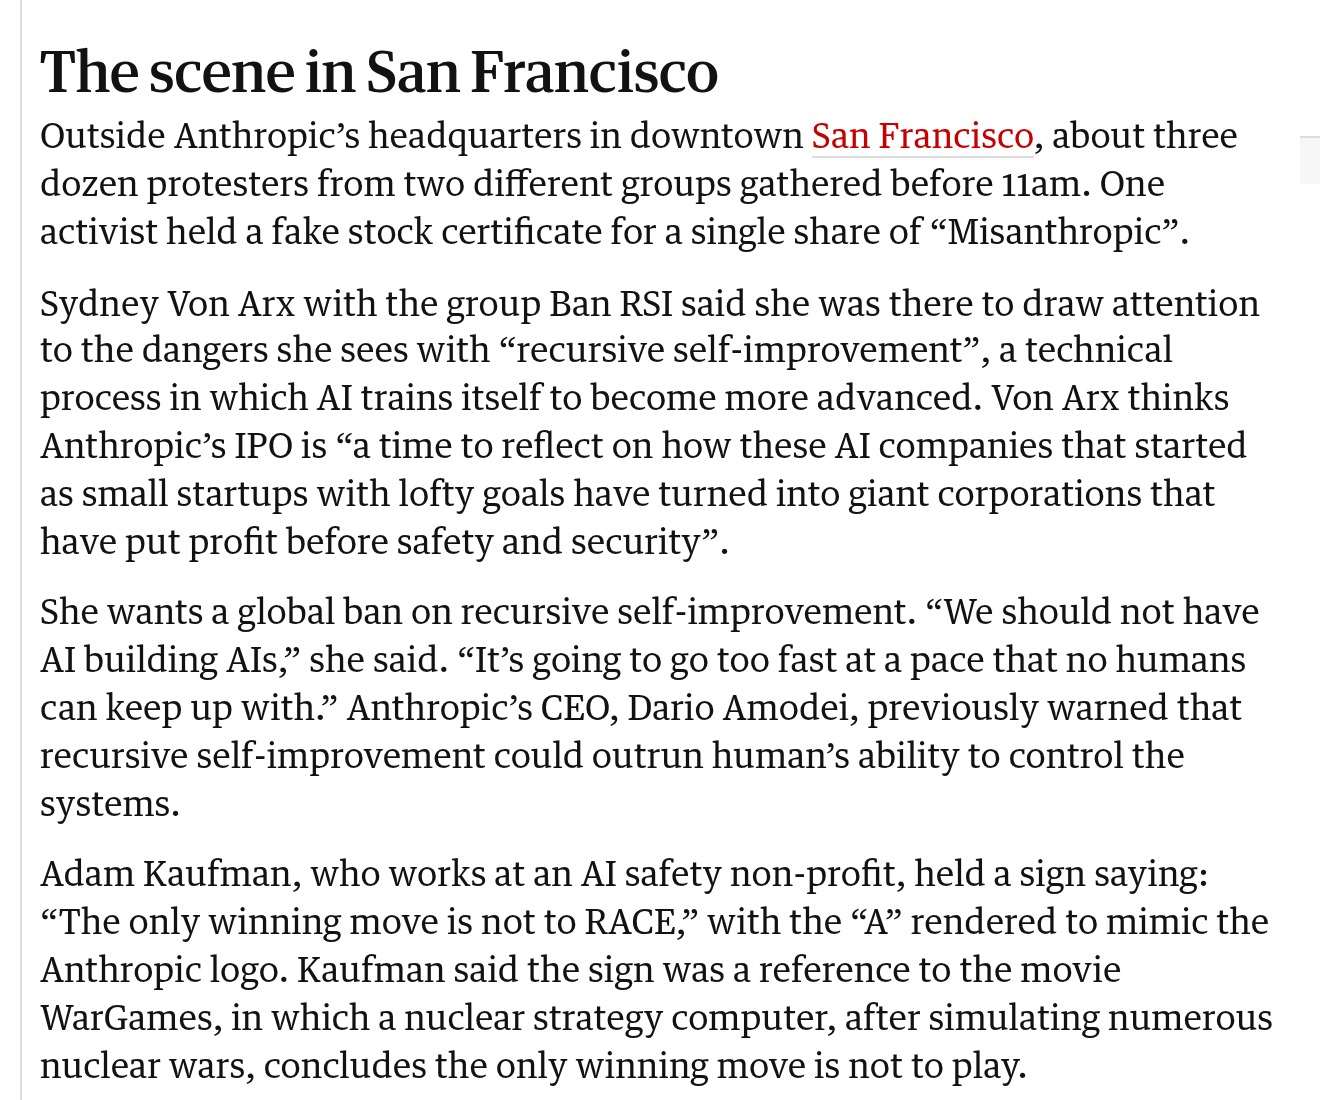 The scene in San Francisco
Outside Anthropic’s headquarters in downtown San Francisco, about three
dozen protesters from two different groups gathered before 11am. One
activist held a fake stock certificate for a single share of “Misanthropic”.
Sydney Von Arx with the group Ban RSI said she was there to draw attention
to the dangers she sees with “recursive self-improvement”, a technical
process in which AI trains itself to become more advanced. Von Arx thinks
Anthropic’s IPO is “a time to reflect on how these AI companies that started
as small startups with lofty goals have turned into giant corporations that
have put profit before safety and security”.
She wants a global ban on recursive self-improvement. “We should not have
AI building AIs,” she said. “It’s going to go too fast at a pace that no humans
can keep up with.” Anthropic’s CEO, Dario Amodei, previously warned that
recursive self-improvement could outrun human’s ability to control the
systems.
Adam Kaufman, who works at an AI safety non-profit, held a sign saying:
“The only winning move is not to RACE,” with the “A” rendered to mimic the
Anthropic logo. Kaufman said the sign was a reference to the movie
WarGames, in which a nuclear strategy computer, after simulating numerous
nuclear wars, concludes the only winning move is not to play.